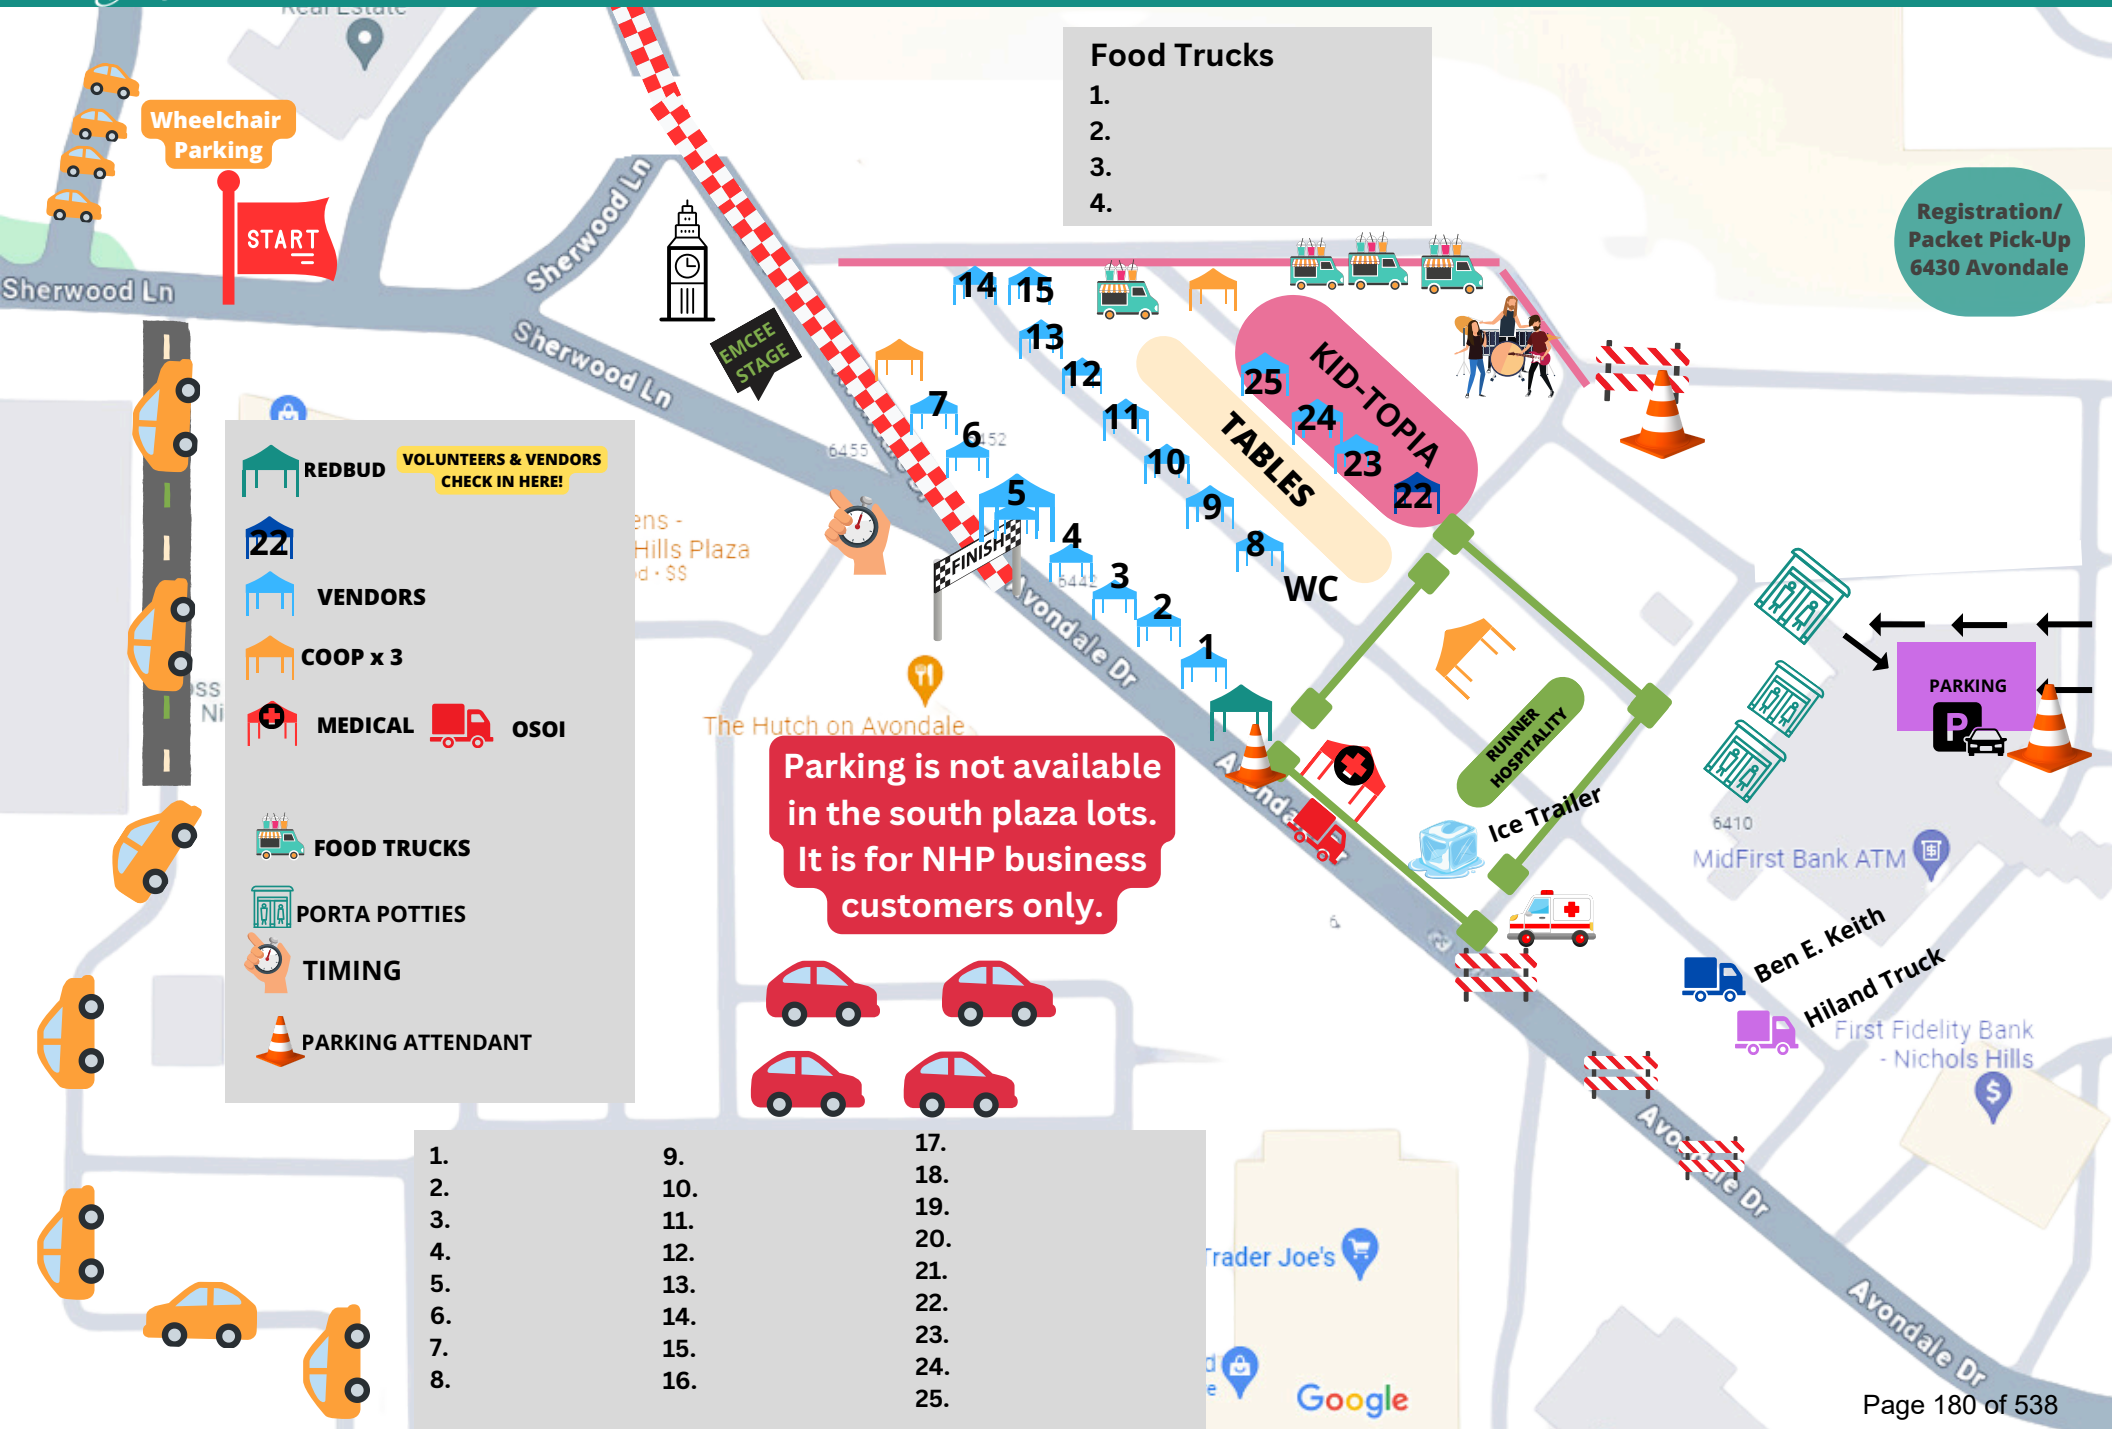 Real Estate
Food Trucks
1.
2.
3.
4.
Wheelchair
Parking
START
Registration/
Packet Pick-Up
6430 Avondale
Sherwood Ln
Sherwood Ln
Sherwood Ln
EMCEE
STAGE
14
15
13
12
11
10
9
8
7
6
5
4
3
2
1
25
24
23
22
KID-TOPIA
TABLES
WC
6455
6442
FINISH
Avondale Dr
The Hutch on Avondale
Hills Plaza
REDBUD
VOLUNTEERS & VENDORS
CHECK IN HERE!
22
VENDORS
COOP x 3
MEDICAL
OSOI
FOOD TRUCKS
PORTA POTTIES
TIMING
PARKING ATTENDANT
Parking is not available
in the south plaza lots.
It is for NHP business
customers only.
RUNNER
HOSPITALITY
Ice Trailer
PARKING
P
6410
MidFirst Bank ATM
Ben E. Keith
Hiland Truck
First Fidelity Bank
- Nichols Hills
Avondale Dr
Avondale Dr
1.
2.
3.
4.
5.
6.
7.
8.
9.
10.
11.
12.
13.
14.
15.
16.
17.
18.
19.
20.
21.
22.
23.
24.
25.
Trader Joe's
Google
Page 180 of 538